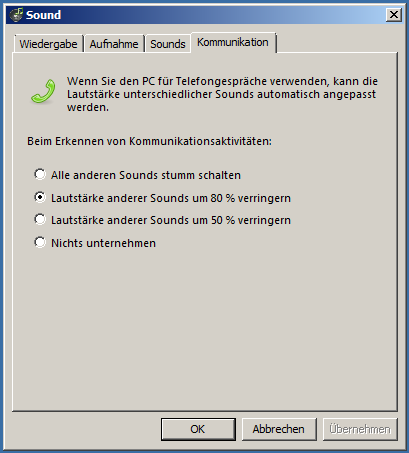 Sound
Wiedergabe Aufnahme Sounds Kommunikation
Wenn Sie den PC für Telefongespräche verwenden, kann die
Lautstärke unterschiedlicher Sounds automatisch angepasst
werden.
Beim Erkennen von Kommunikationsaktivitäten:
Alle anderen Sounds stumm schalten
Lautstärke anderer Sounds um 80 % verringern
Lautstärke anderer Sounds um 50 % verringern
Nichts unternehmen
OK Abbrechen Übernehmen